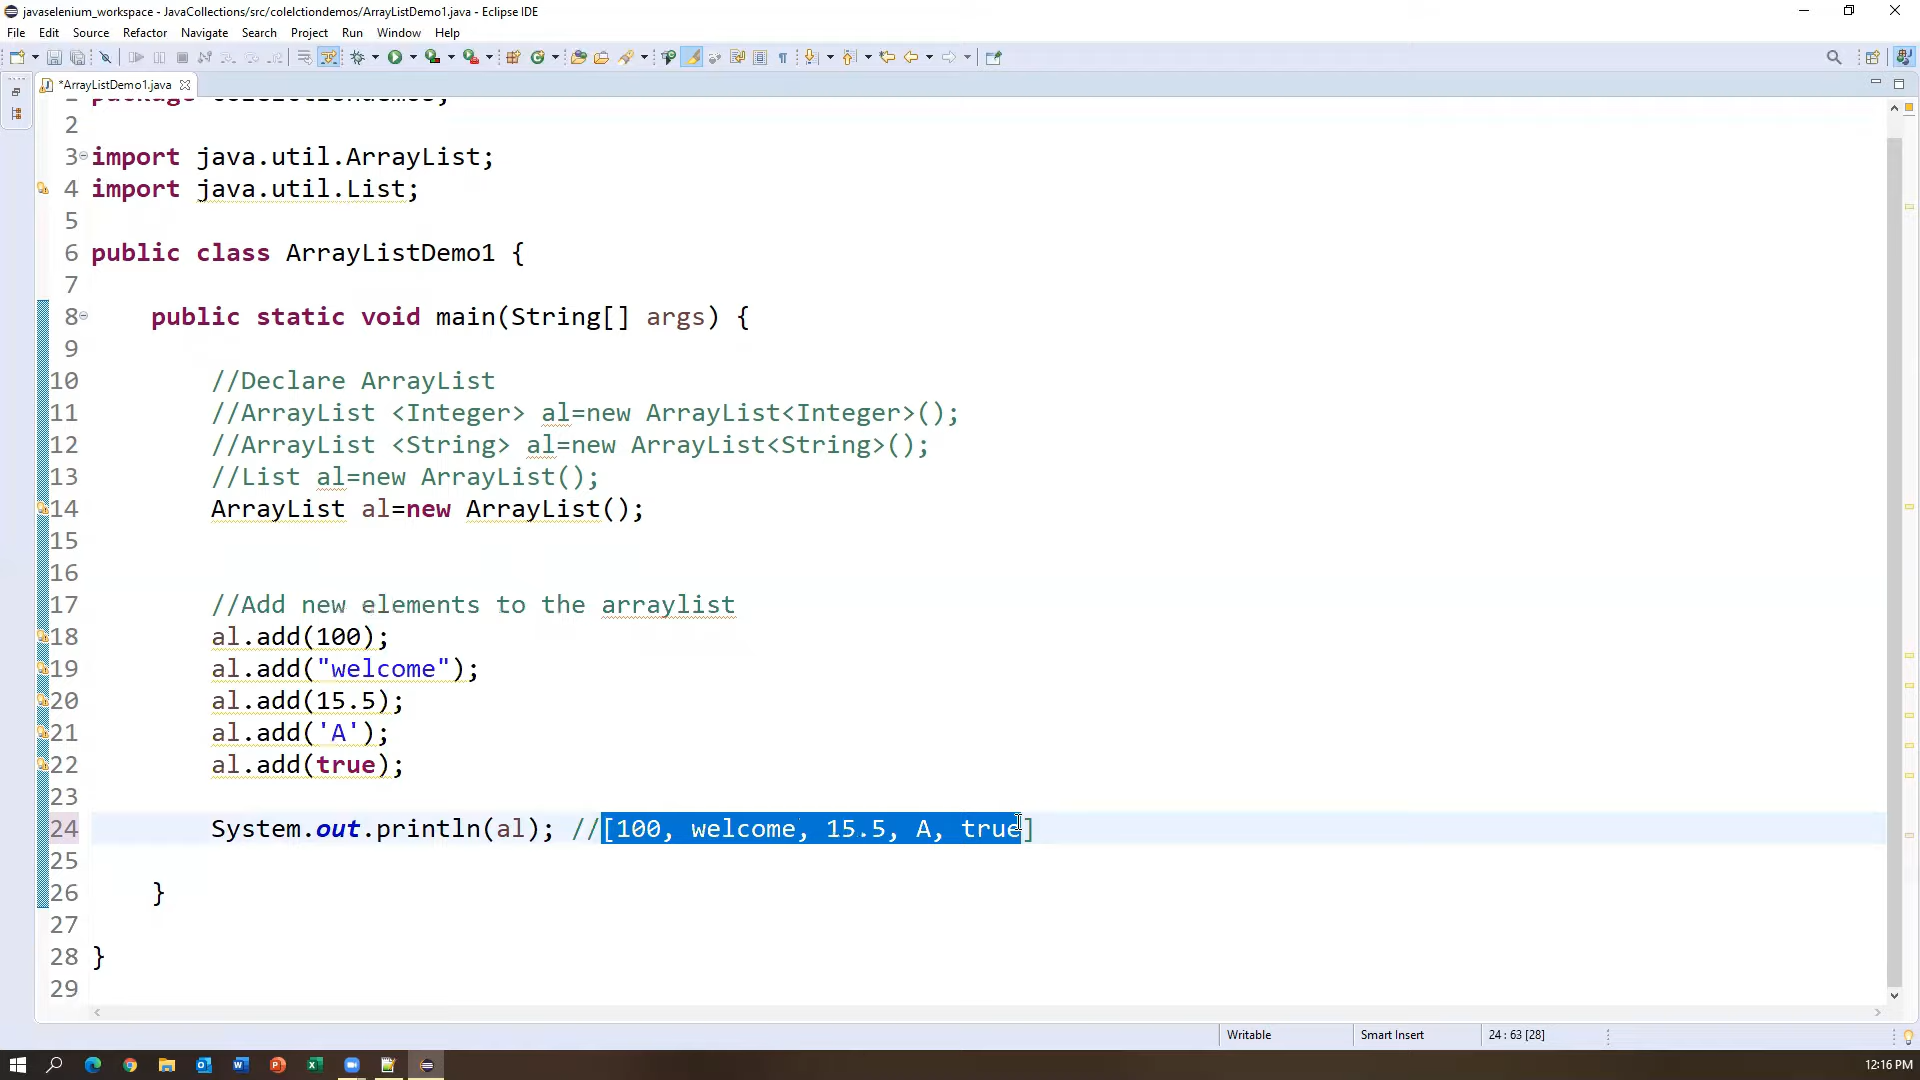 javaselenium_workspace - JavaCollections/src/colelctiondemos/ArrayListDemo1.java - Eclipse IDE
File Edit Source Refactor Navigate Search Project Run Window Help
*ArrayListDemo1.java
1 package colelctiondemos;
2
3 import java.util.ArrayList;
4 import java.util.List;
5
6 public class ArrayListDemo1 {
7
8 public static void main(String[] args) {
9
10 //Declare ArrayList
11 //ArrayList <Integer> al=new ArrayList<Integer>();
12 //ArrayList <String> al=new ArrayList<String>();
13 //List al=new ArrayList();
14 ArrayList al=new ArrayList();
15
16
17 //Add new elements to the arraylist
18 al.add(100);
19 al.add("welcome");
20 al.add(15.5);
21 al.add('A');
22 al.add(true);
23
24 System.out.println(al); //[100, welcome, 15.5, A, true]
25
26 }
27
28 }
29
Writable Smart Insert 24 : 63 [28]
12:16 PM